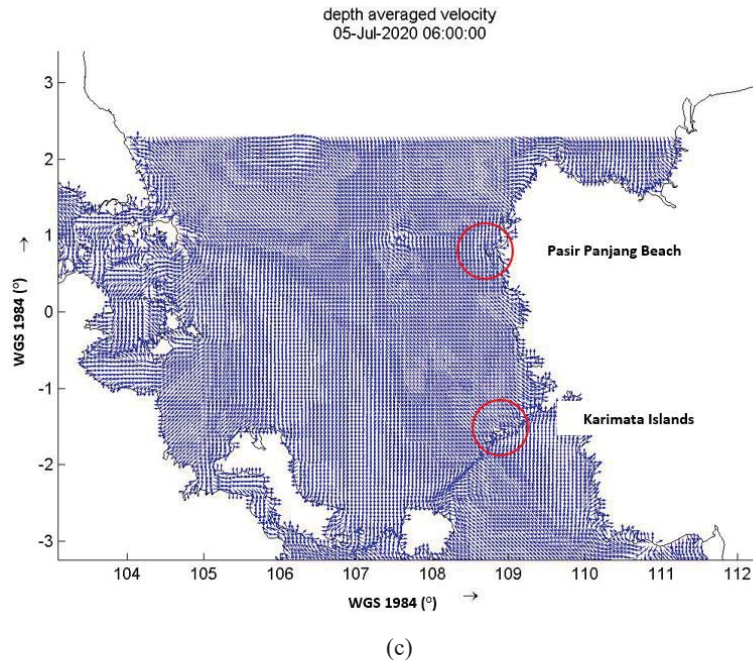 depth averaged velocity
05-Jul-2020 06:00:00
3
2
1
0
-1
-2
-3
WGS 1984 (°) →
Pasir Panjang Beach
Karimata Islands
104 105 106 107 108 109 110 111 112
WGS 1984 (°) →
(c)